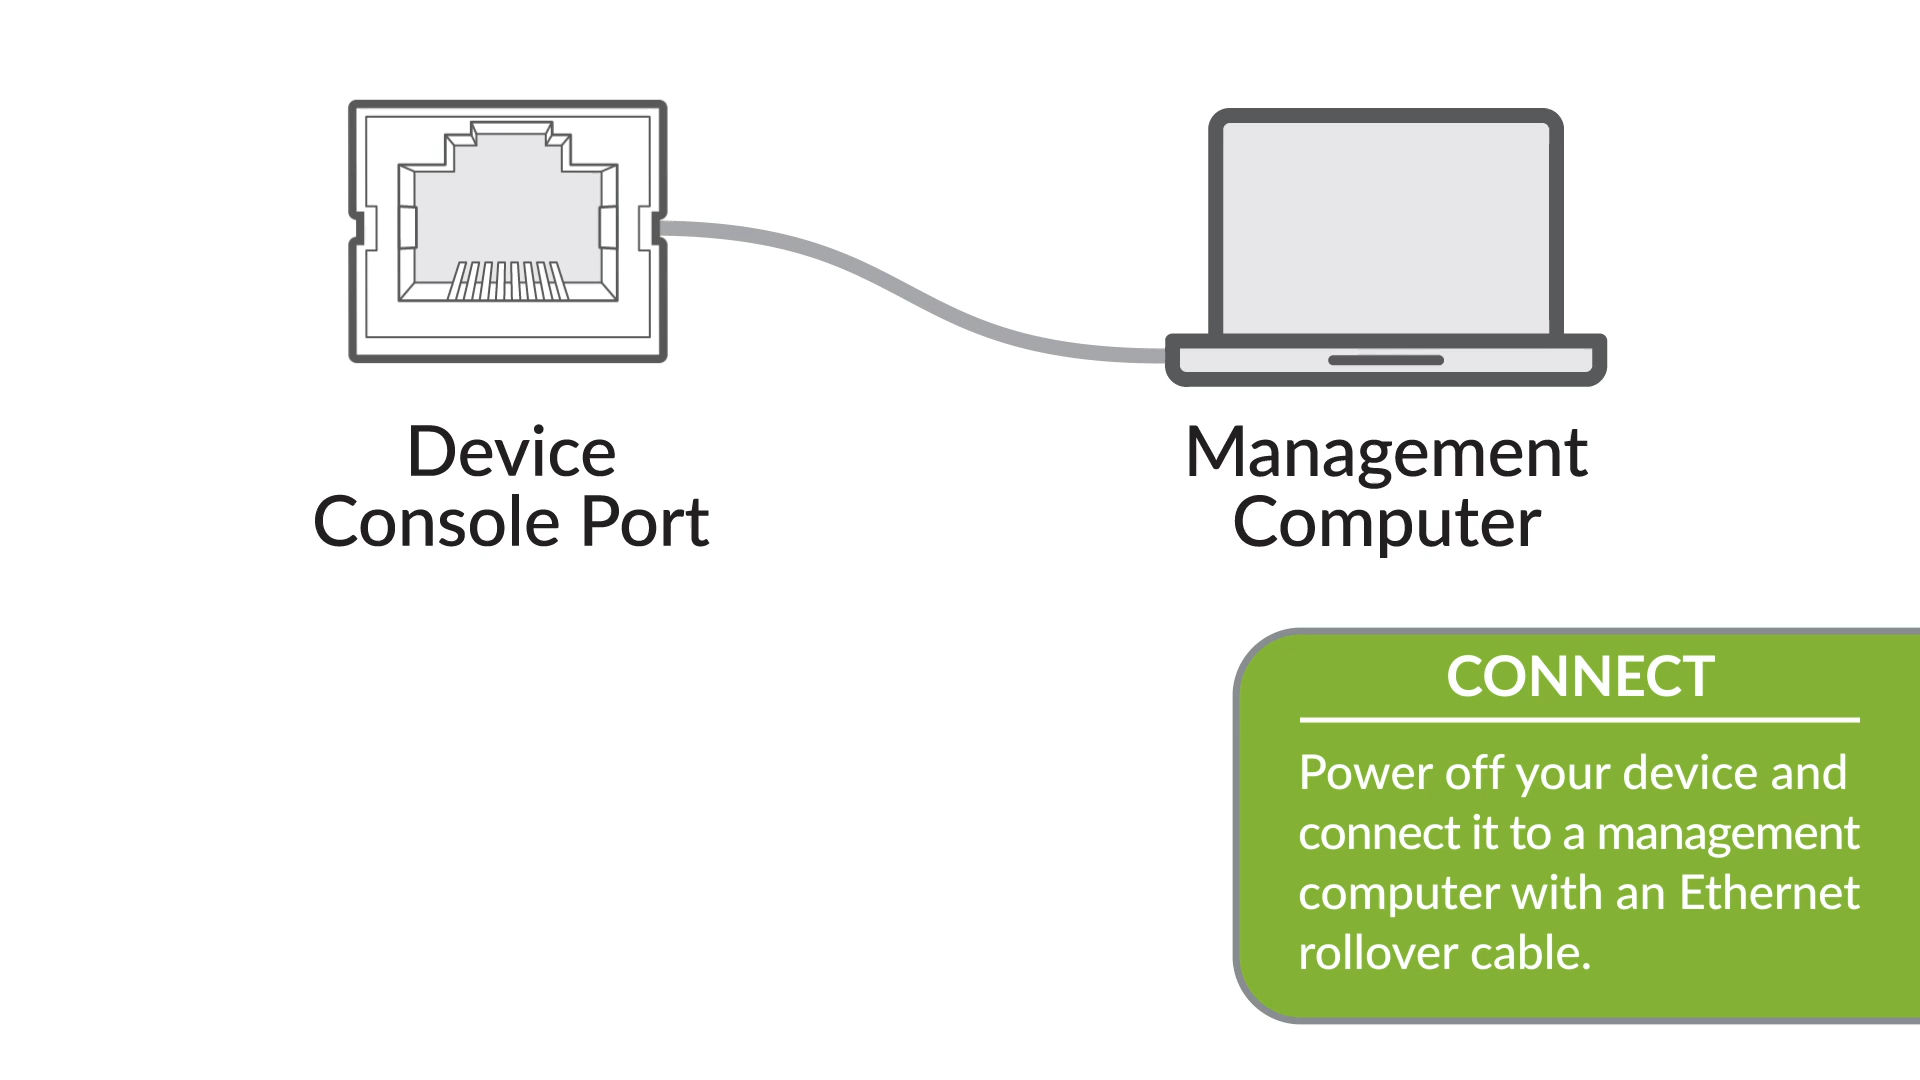 Device
Console Port
Management
Computer
CONNECT
Power off your device and
connect it to a management
computer with an Ethernet
rollover cable.